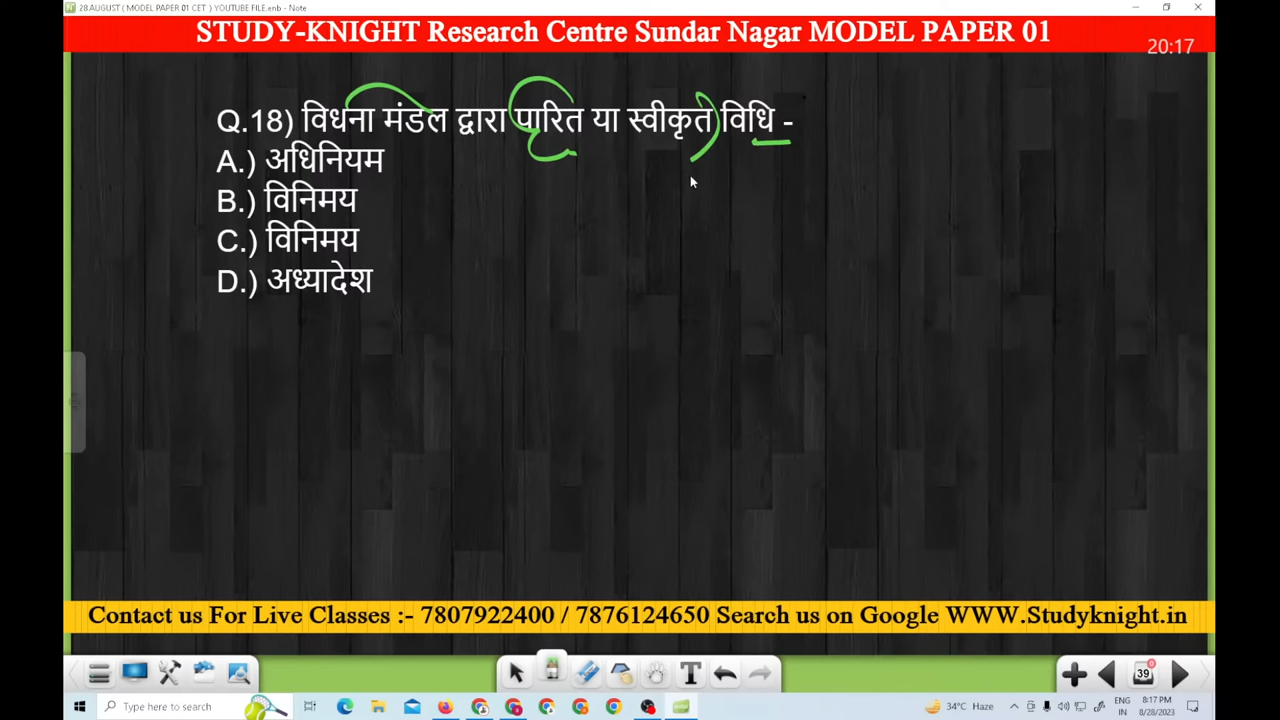 28 AUGUST ( MODEL PAPER 01 CET ) YOUTUBE FILE.enb - Note
STUDY-KNIGHT Research Centre Sundar Nagar MODEL PAPER 01
20:17
Q.18) विधना मंडल द्वारा पारित या स्वीकृत विधि -
A.) अधिनियम
B.) विनिमय
C.) विनिमय
D.) अध्यादेश
Contact us For Live Classes :- 7807922400 / 7876124650 Search us on Google WWW.Studyknight.in
T
39
0
Type here to search
34°C Haze
ENG
IN
8:17 PM
8/28/2023